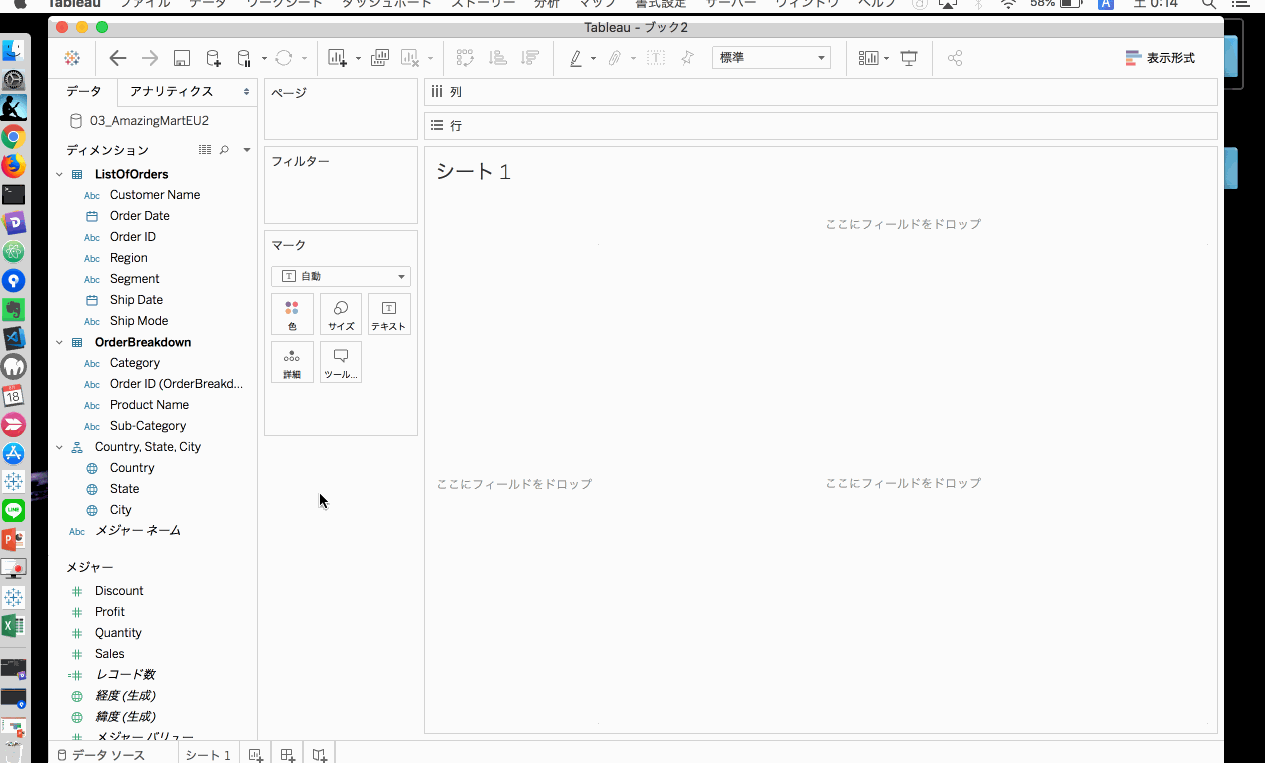 Tableau ファイル データ ワークシート ダッシュボード ストーリー 分析 マップ 書式設定 サーバー ウィンドウ ヘルプ 58% A 土 0:14
Tableau - ブック2
標準
表示形式
データ
アナリティクス
03_AmazingMartEU2
ディメンション
ListOfOrders
Abc Customer Name
Order Date
Abc Order ID
Abc Region
Abc Segment
Ship Date
Abc Ship Mode
OrderBreakdown
Abc Category
Abc Order ID (OrderBreakd...
Abc Product Name
Abc Sub-Category
Country, State, City
Country
State
City
Abc メジャー ネーム
メジャー
Discount
Profit
Quantity
Sales
レコード数
経度 (生成)
緯度 (生成)
メジャー バリュー
ページ
フィルター
マーク
自動
色
サイズ
テキスト
詳細
ツール...
列
行
シート 1
ここにフィールドをドロップ
ここにフィールドをドロップ
ここにフィールドをドロップ
データ ソース
シート 1
18
LINE